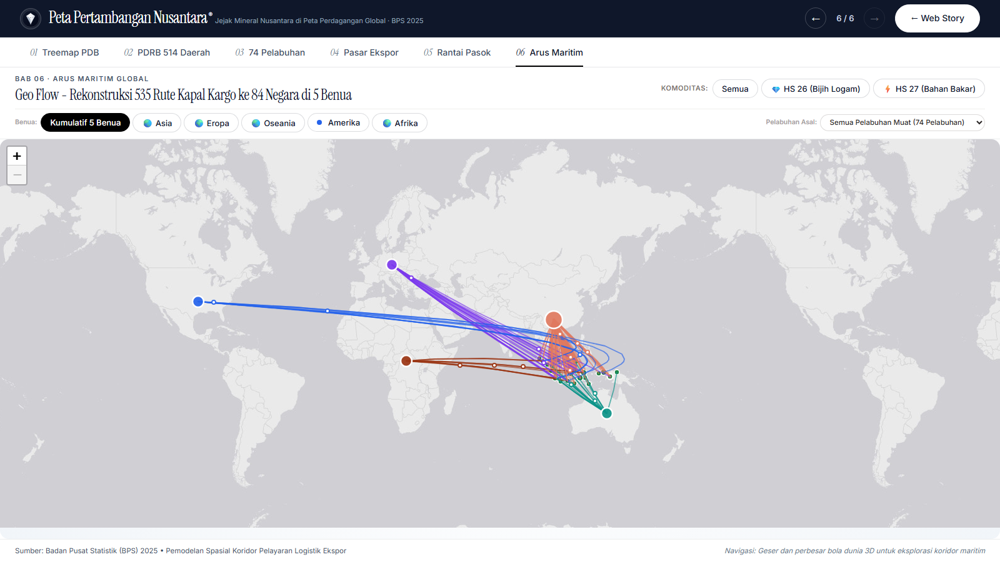 Peta Pertambangan Nusantara® Jejak Mineral Nusantara di Peta Perdagangan Global · BPS 2025
← 6 / 6 → ← Web Story
01 Treemap PDB 02 PDRB 514 Daerah 03 74 Pelabuhan 04 Pasar Ekspor 05 Rantai Pasok 06 Arus Maritim
BAB 06 · ARUS MARITIM GLOBAL
Geo Flow - Rekonstruksi 535 Rute Kapal Kargo ke 84 Negara di 5 Benua
KOMODITAS: Semua HS 26 (Bijih Logam) HS 27 (Bahan Bakar)
Benua: Kumulatif 5 Benua Asia Eropa Oseania Amerika Afrika
Pelabuhan Asal: Semua Pelabuhan Muat (74 Pelabuhan)
+
−
Sumber: Badan Pusat Statistik (BPS) 2025 • Pemodelan Spasial Koridor Pelayaran Logistik Ekspor
Navigasi: Geser dan perbesar bola dunia 3D untuk eksplorasi koridor maritim